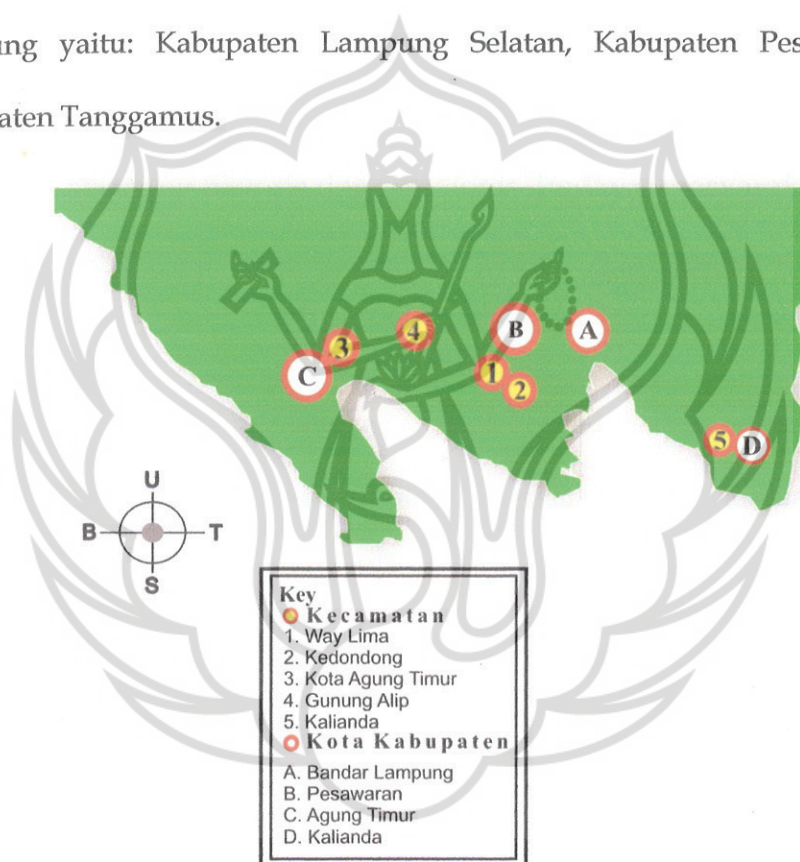 ung yaitu: Kabupaten Lampung Selatan, Kabupaten Pes
aten Tanggamus.
3
4
B
A
C
1
2
5
D
U
B
T
S
Key
Kecamatan
1. Way Lima
2. Kedondong
3. Kota Agung Timur
4. Gunung Alip
5. Kalianda
Kota Kabupaten
A. Bandar Lampung
B. Pesawaran
C. Agung Timur
D. Kalianda